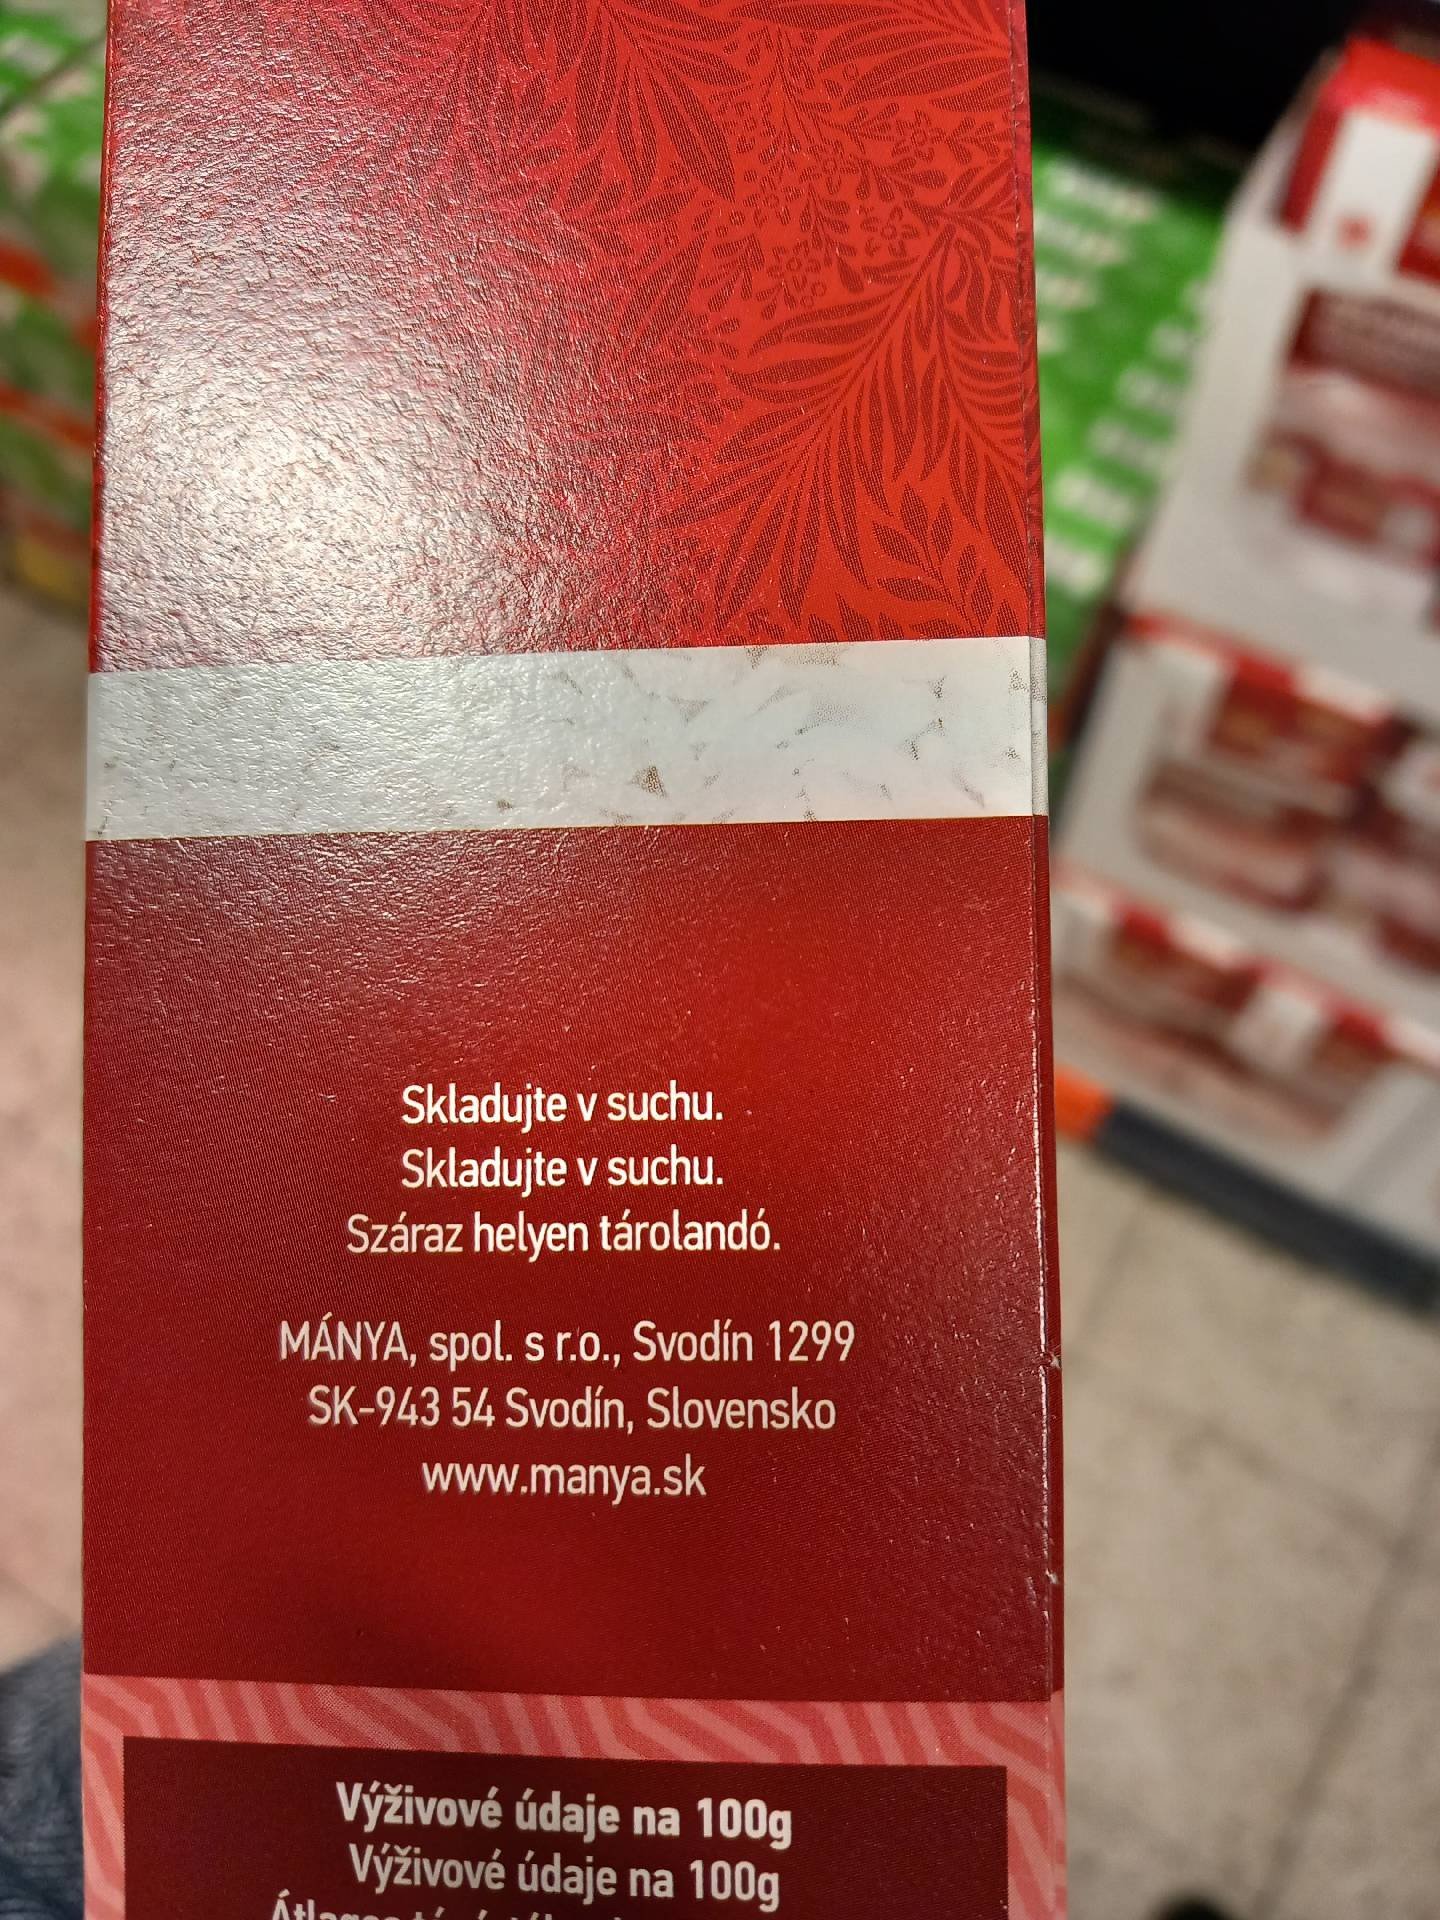 Skladujte v suchu.
Skladujte v suchu.
Száraz helyen tárolandó.
MÁNYA, spol. s r.o., Svodín 1299
SK-943 54 Svodín, Slovensko
www.manya.sk
Výživové údaje na 100g
Výživové údaje na 100g